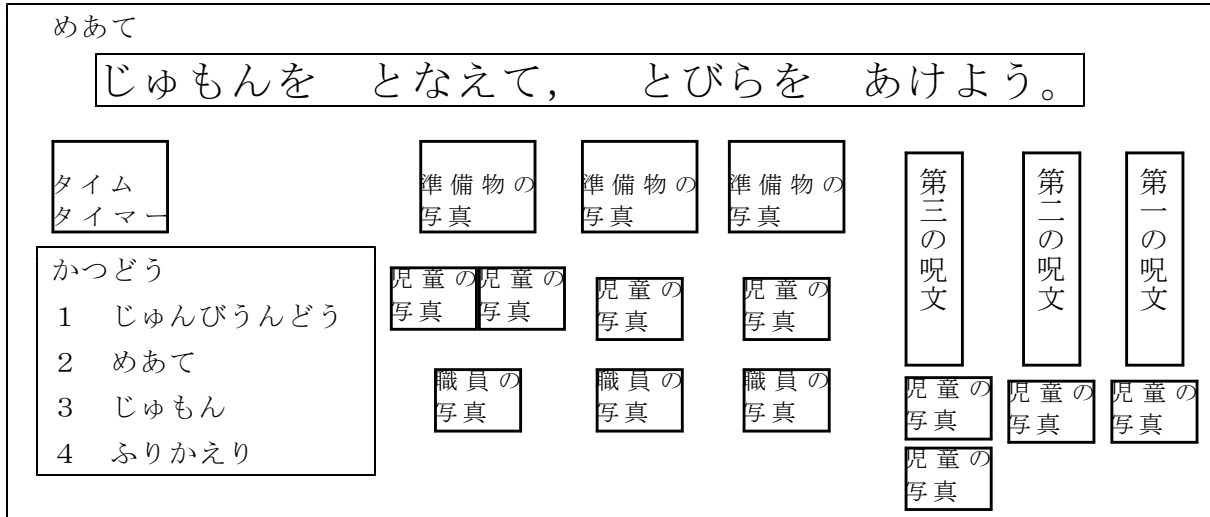 めあて
じゅもんを　となえて，　とびらを　あけよう。
タイム
タイマー
準備物の
写真
準備物の
写真
準備物の
写真
第三の呪文
第二の呪文
第一の呪文
かつどう
1　じゅんびうんどう
2　めあて
3　じゅもん
4　ふりかえり
児童の
写真
児童の
写真
児童の
写真
児童の
写真
職員の
写真
職員の
写真
職員の
写真
児童の
写真
児童の
写真
児童の
写真
児童の
写真